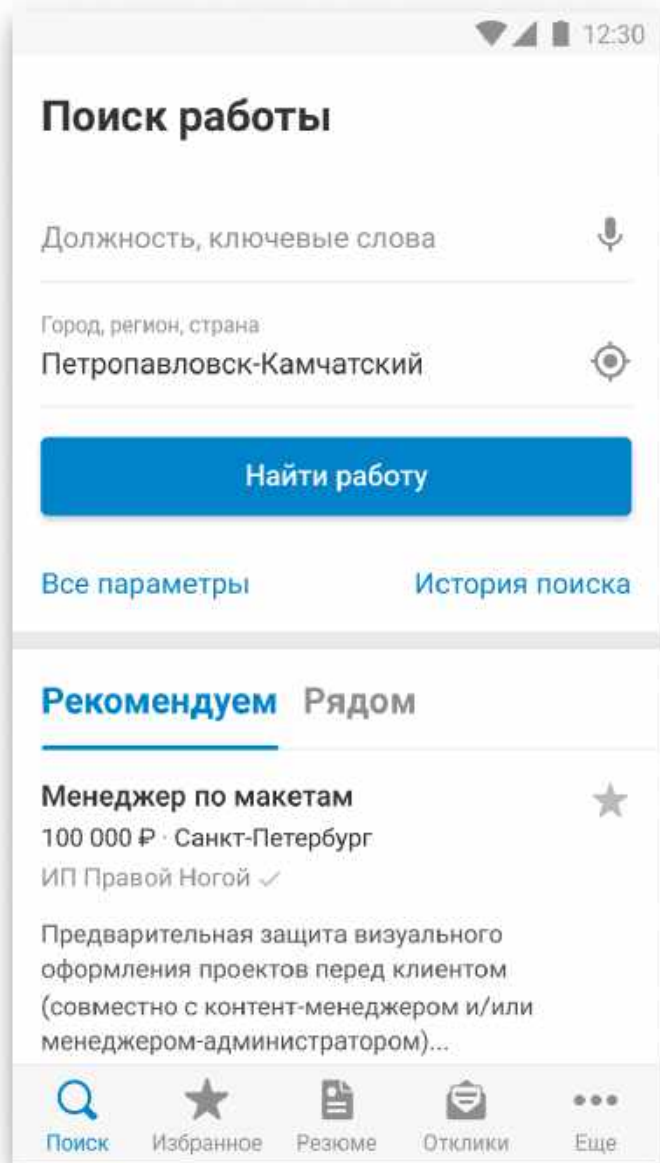 12:30
Поиск работы
Должность, ключевые слова
Город, регион, страна
Петропавловск-Камчатский
Найти работу
Все параметры История поиска
Рекомендуем Рядом
Менеджер по макетам
100 000 ₽ · Санкт-Петербург
ИП Правой Ногой
Предварительная защита визуального
оформления проектов перед клиентом
(совместно с контент-менеджером и/или
менеджером-администратором)...
Поиск Избранное Резюме Отклики Еще